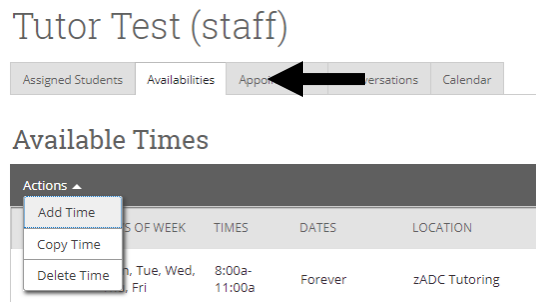 Tutor Test (staff)
Assigned Students Availabilities Calendar
Available Times
Actions
Add Time
Copy Time
Delete Time
OF WEEK TIMES DATES LOCATION
Tue, Wed, 8:00a- Forever zADC Tutoring
Fri 11:00a